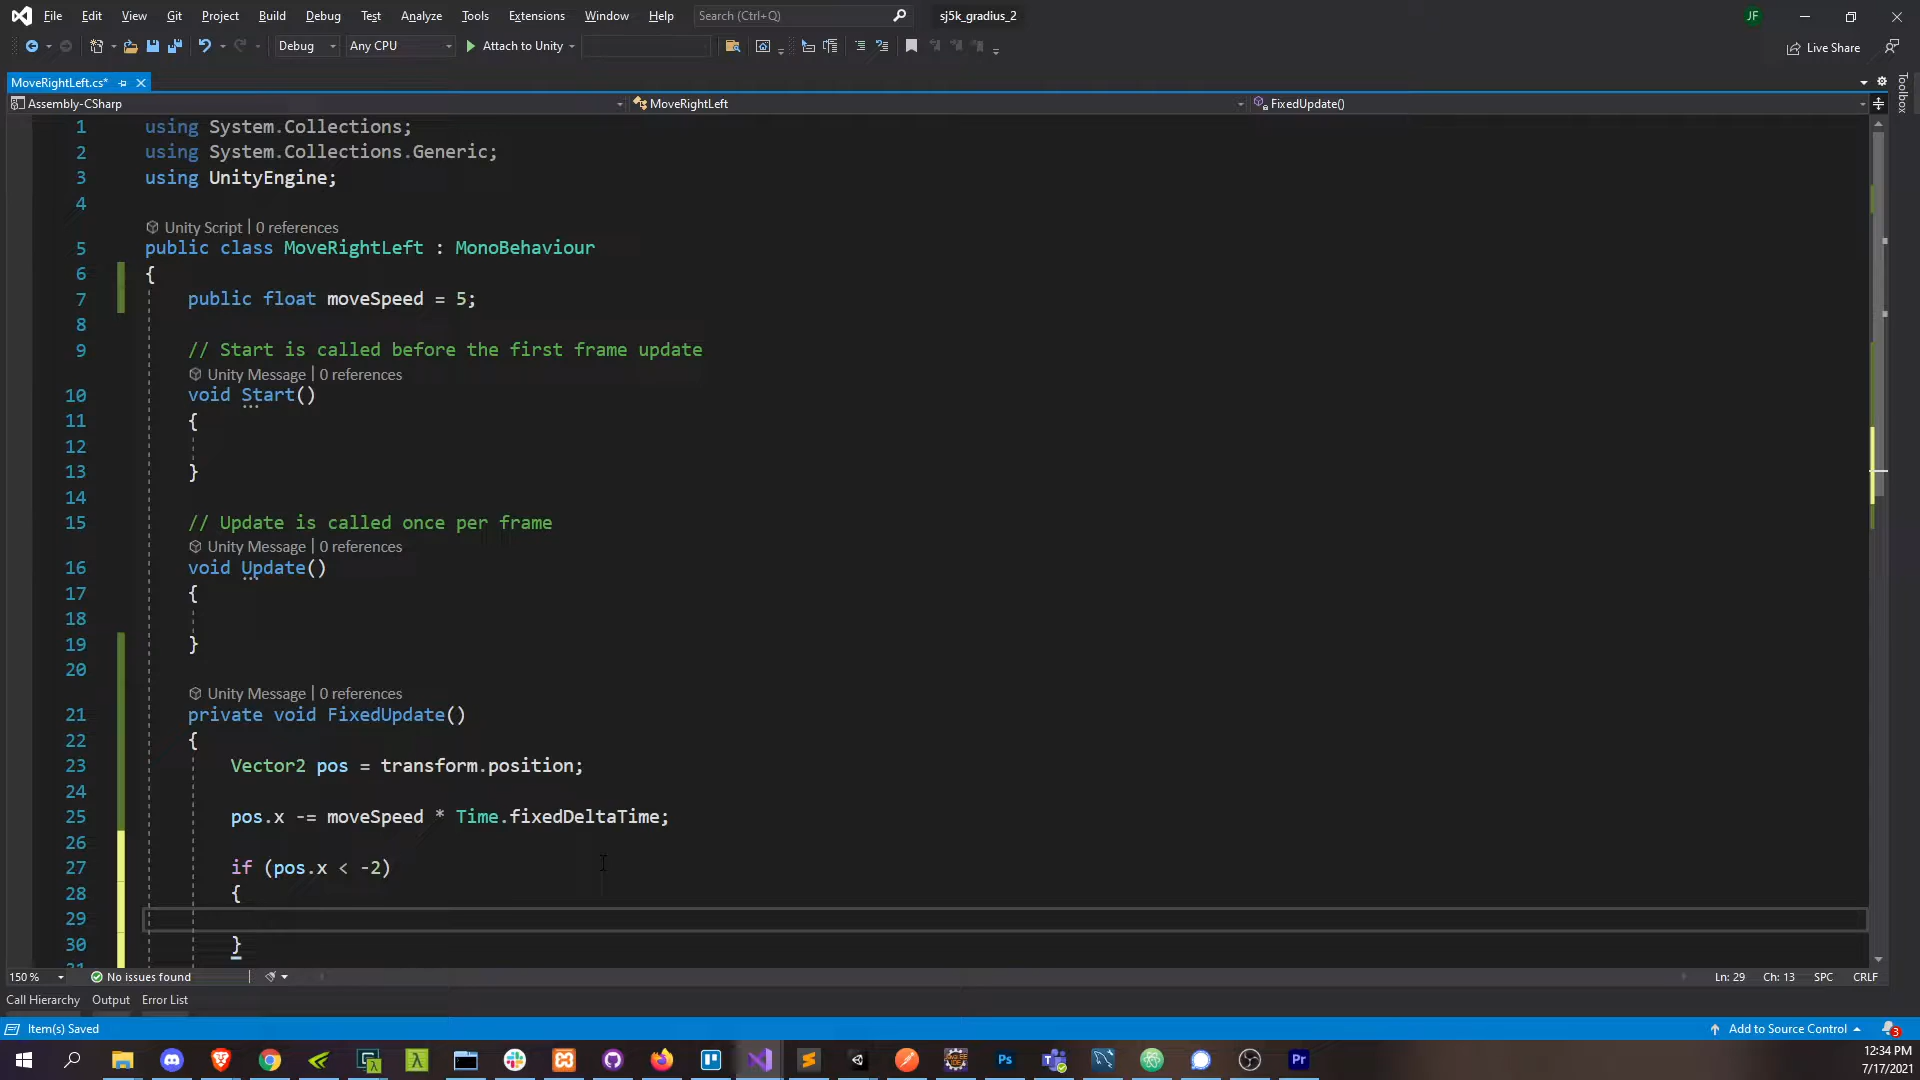 File Edit View Git Project Build Debug Test Analyze Tools Extensions Window Help Search (Ctrl+Q) sj5k_gradius_2 JF
Debug Any CPU Attach to Unity Live Share
MoveRightLeft.cs* Toolbox
Assembly-CSharp MoveRightLeft FixedUpdate()
1 using System.Collections;
2 using System.Collections.Generic;
3 using UnityEngine;
4
Unity Script | 0 references
5 public class MoveRightLeft : MonoBehaviour
6 {
7 public float moveSpeed = 5;
8
9 // Start is called before the first frame update
Unity Message | 0 references
10 void Start()
11 {
12
13 }
14
15 // Update is called once per frame
Unity Message | 0 references
16 void Update()
17 {
18
19 }
20
Unity Message | 0 references
21 private void FixedUpdate()
22 {
23 Vector2 pos = transform.position;
24
25 pos.x -= moveSpeed * Time.fixedDeltaTime;
26
27 if (pos.x < -2)
28 {
29
30 }
150 % No issues found Ln: 29 Ch: 13 SPC CRLF
Call Hierarchy Output Error List
Item(s) Saved Add to Source Control 3
Ps Pr 12:34 PM
7/17/2021